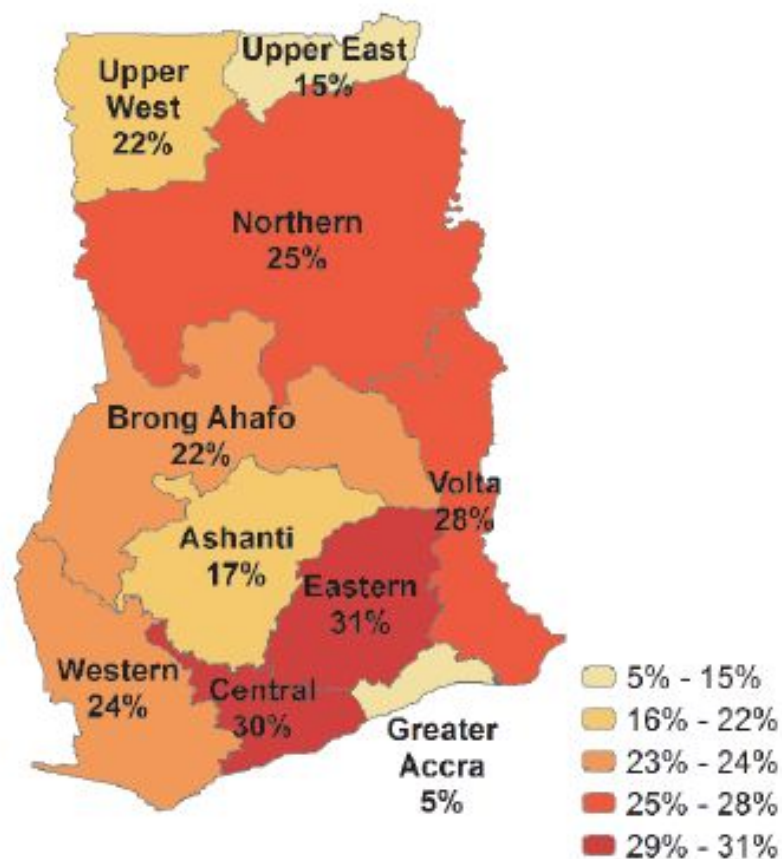 Upper East
15%
Upper
West
22%
Northern
25%
Brong Ahafo
22%
Volta
28%
Ashanti
17%
Eastern
31%
Western
24%
Central
30%
Greater
Accra
5%
5% - 15%
16% - 22%
23% - 24%
25% - 28%
29% - 31%